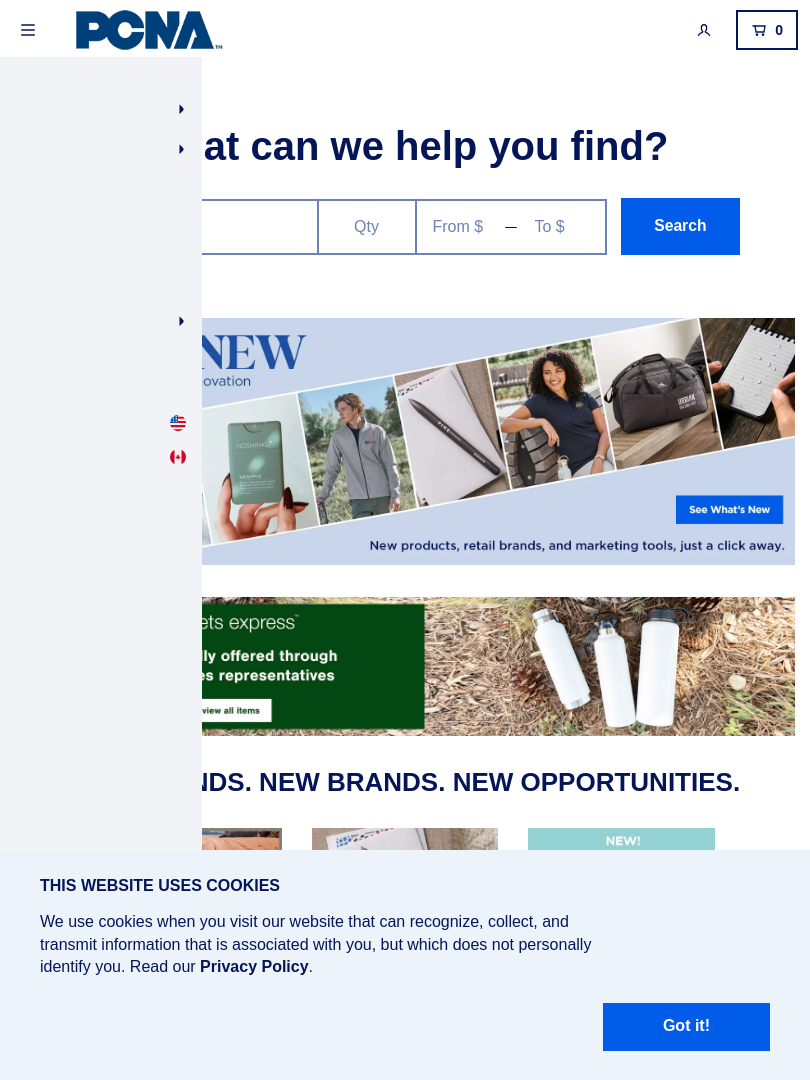 PCNA™
0
at can we help you find?
Qty
From $ — To $
Search
NEW
ovation
NOSHINKU
See What's New
New products, retail brands, and marketing tools, just a click away.
ets express™
lly offered through
es representatives
view all items
NDS. NEW BRANDS. NEW OPPORTUNITIES.
NEW!
THIS WEBSITE USES COOKIES
We use cookies when you visit our website that can recognize, collect, and
transmit information that is associated with you, but which does not personally
identify you. Read our Privacy Policy.
Got it!